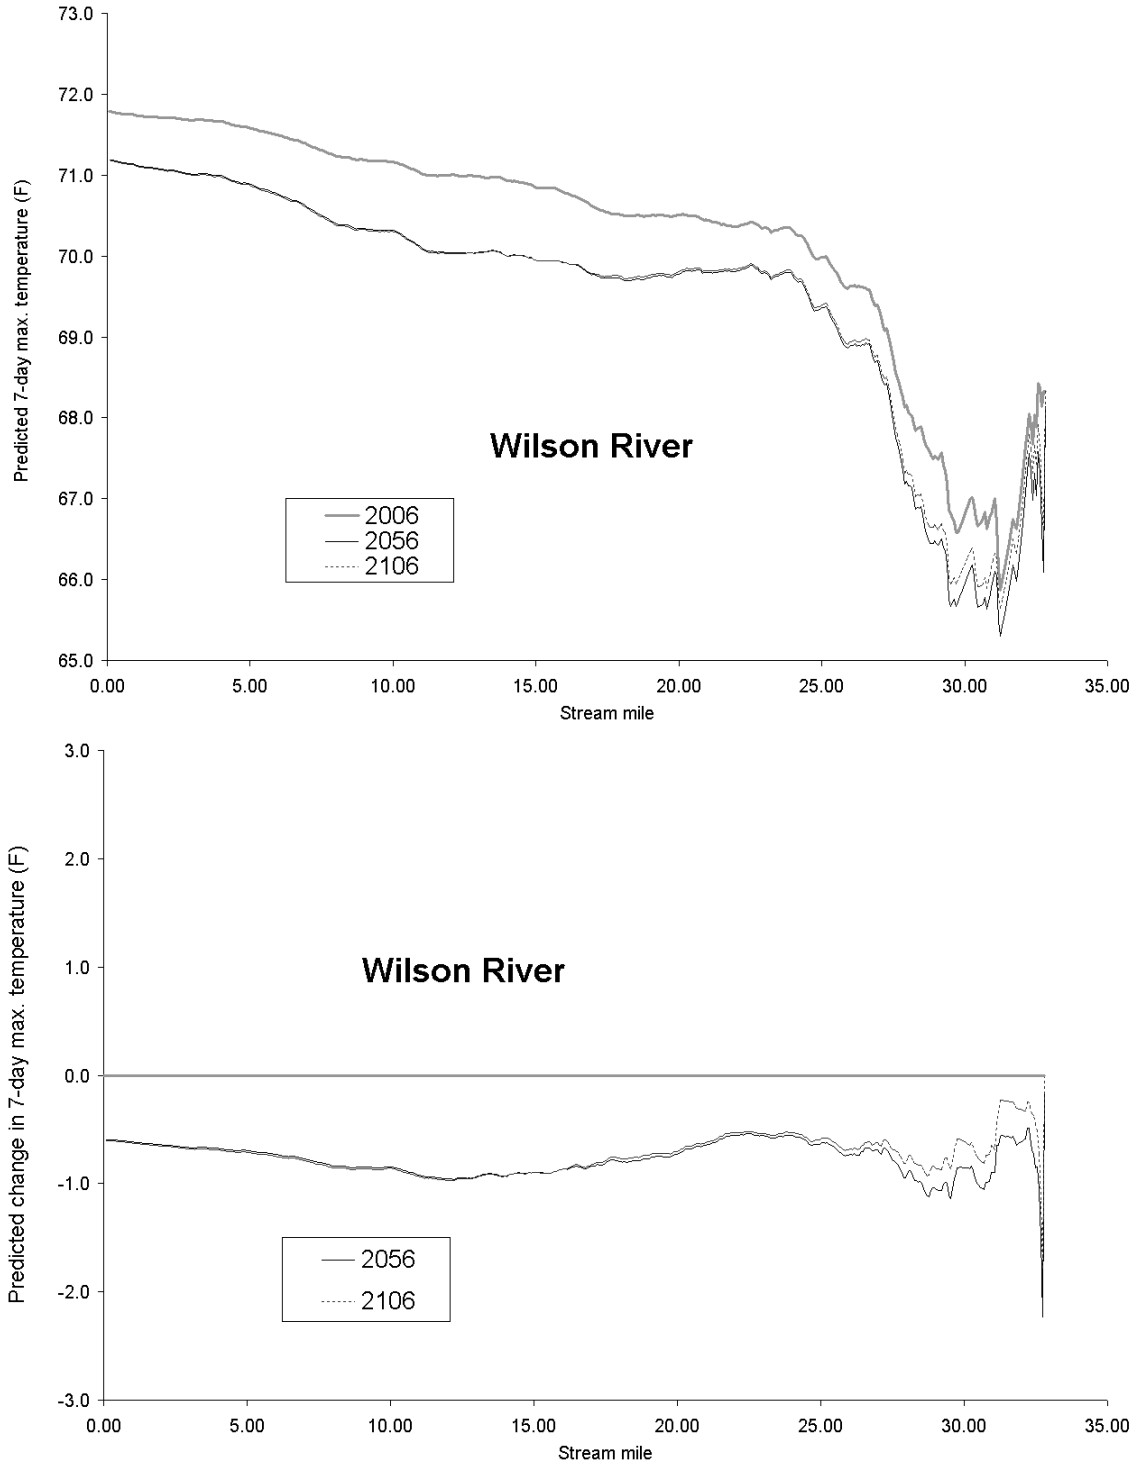 73.0
72.0
71.0
70.0
69.0
68.0
67.0
66.0
65.0
Predicted 7-day max. temperature (F)
Wilson River
2006
2056
2106
0.00 5.00 10.00 15.00 20.00 25.00 30.00 35.00
Stream mile
3.0
2.0
1.0
0.0
-1.0
-2.0
-3.0
Predicted change in 7-day max. temperature (F)
Wilson River
2056
2106
0.00 5.00 10.00 15.00 20.00 25.00 30.00 35.00
Stream mile